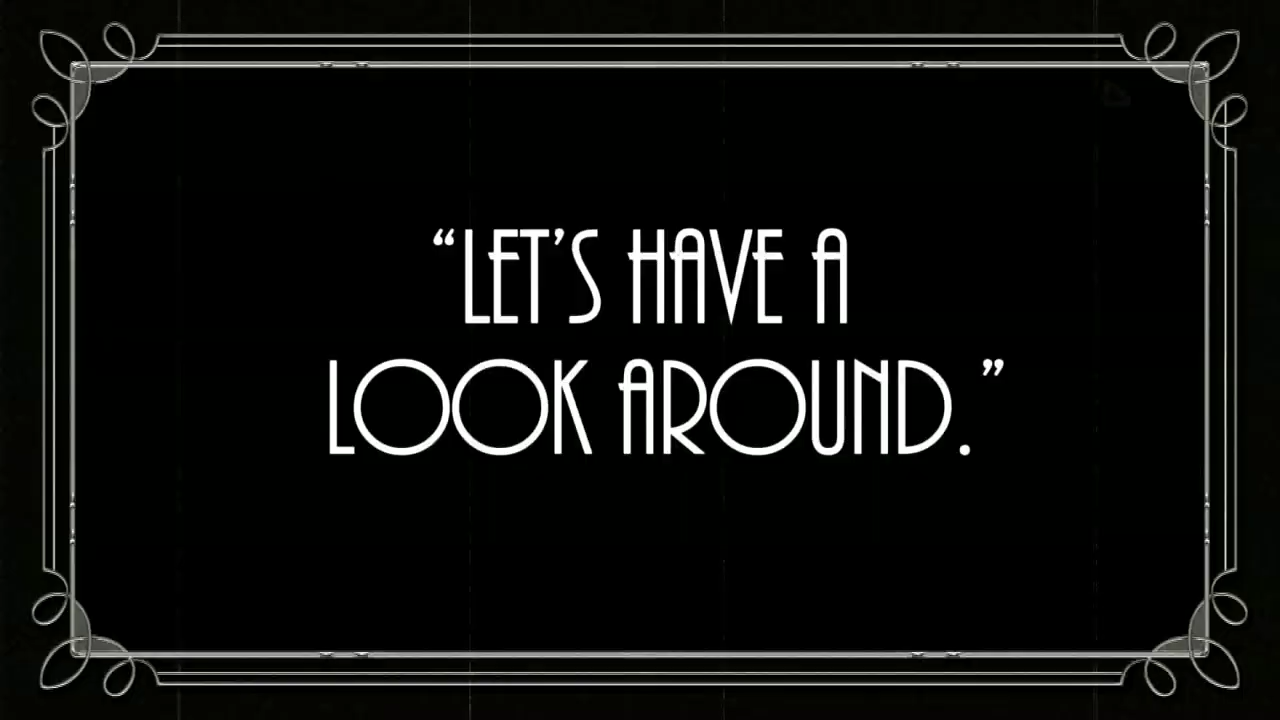 “LET’S HAVE A
LOOK AROUND.”